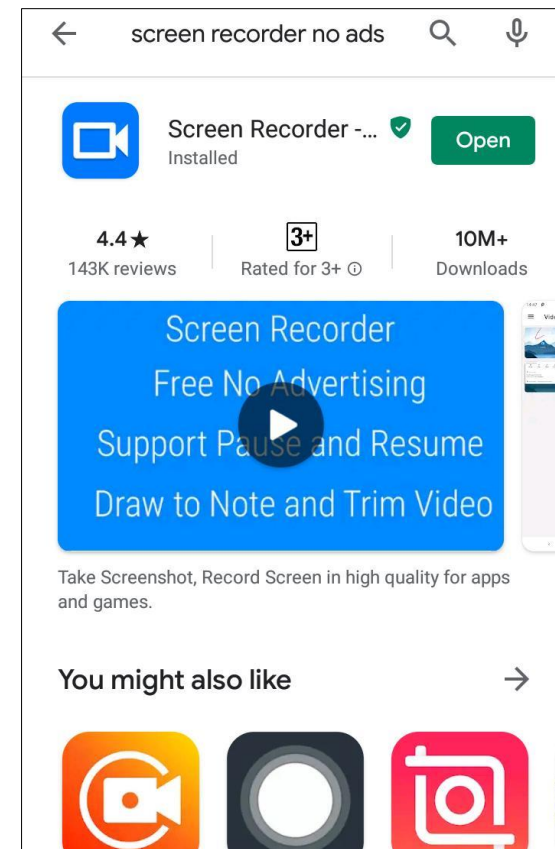 screen recorder no ads
Screen Recorder -...
Installed
Open
4.4★
143K reviews
3+
Rated for 3+
10M+
Downloads
Screen Recorder
Free No Advertising
Support Pause and Resume
Draw to Note and Trim Video
Take Screenshot, Record Screen in high quality for apps
and games.
You might also like